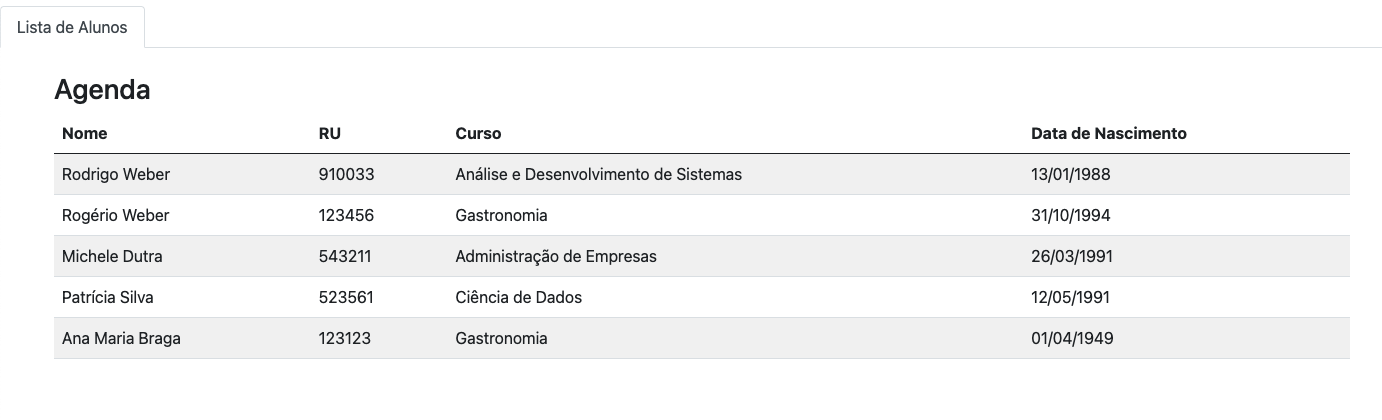 Lista de Alunos
Agenda
Nome RU Curso Data de Nascimento
Rodrigo Weber 910033 Análise e Desenvolvimento de Sistemas 13/01/1988
Rogério Weber 123456 Gastronomia 31/10/1994
Michele Dutra 543211 Administração de Empresas 26/03/1991
Patrícia Silva 523561 Ciência de Dados 12/05/1991
Ana Maria Braga 123123 Gastronomia 01/04/1949